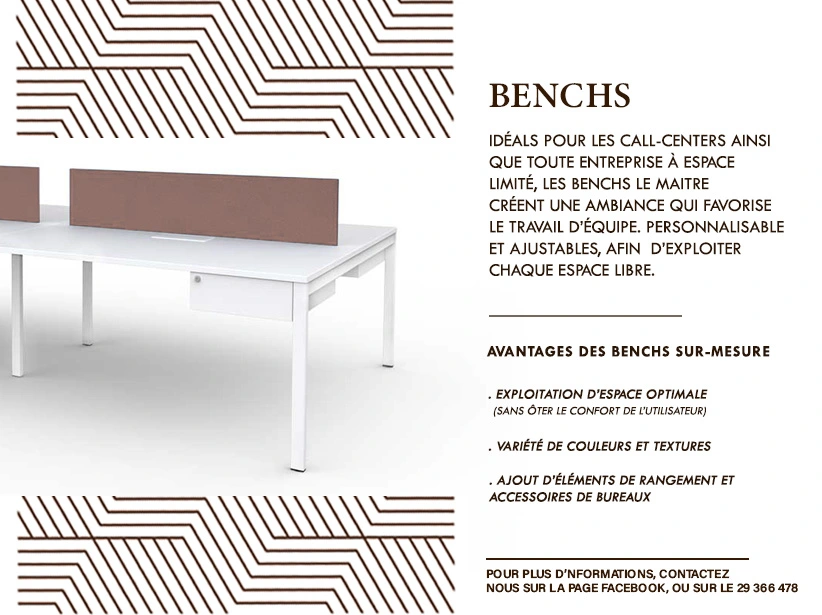 BENCHS
IDÉALS POUR LES CALL-CENTERS AINSI
QUE TOUTE ENTREPRISE À ESPACE
LIMITÉ, LES BENCHS LE MAITRE
CRÉENT UNE AMBIANCE QUI FAVORISE
LE TRAVAIL D'ÉQUIPE. PERSONNALISABLE
ET AJUSTABLES, AFIN D'EXPLOITER
CHAQUE ESPACE LIBRE.
AVANTAGES DES BENCHS SUR-MESURE
. EXPLOITATION D'ESPACE OPTIMALE
(SANS ÔTER LE CONFORT DE L'UTILISATEUR)
. VARIÉTÉ DE COULEURS ET TEXTURES
. AJOUT D'ÉLÉMENTS DE RANGEMENT ET
ACCESSOIRES DE BUREAUX
POUR PLUS D'NFORMATIONS, CONTACTEZ
NOUS SUR LA PAGE FACEBOOK, OU SUR LE 29 366 478